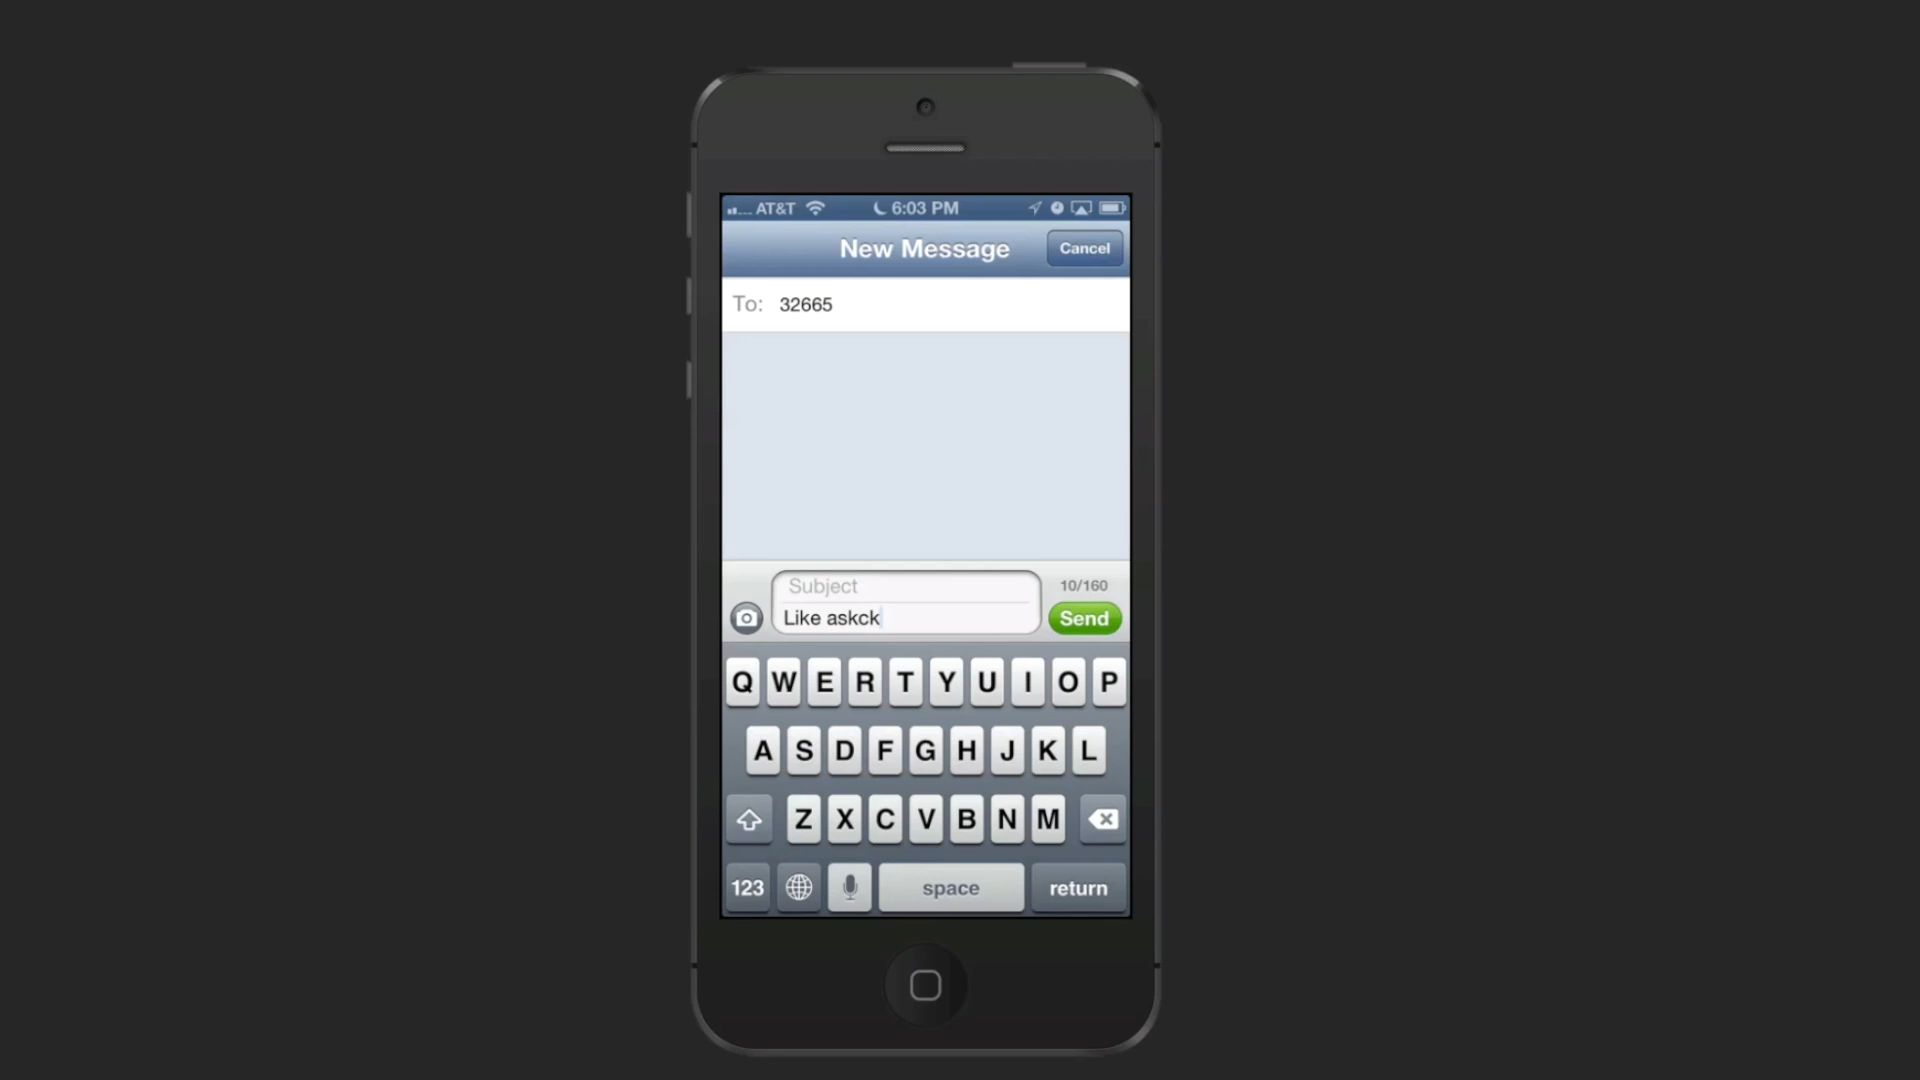 AT&T 6:03 PM
New Message Cancel
To: 32665
Subject 10/160
Like askck Send
Q W E R T Y U I O P
A S D F G H J K L
Z X C V B N M
123 space return